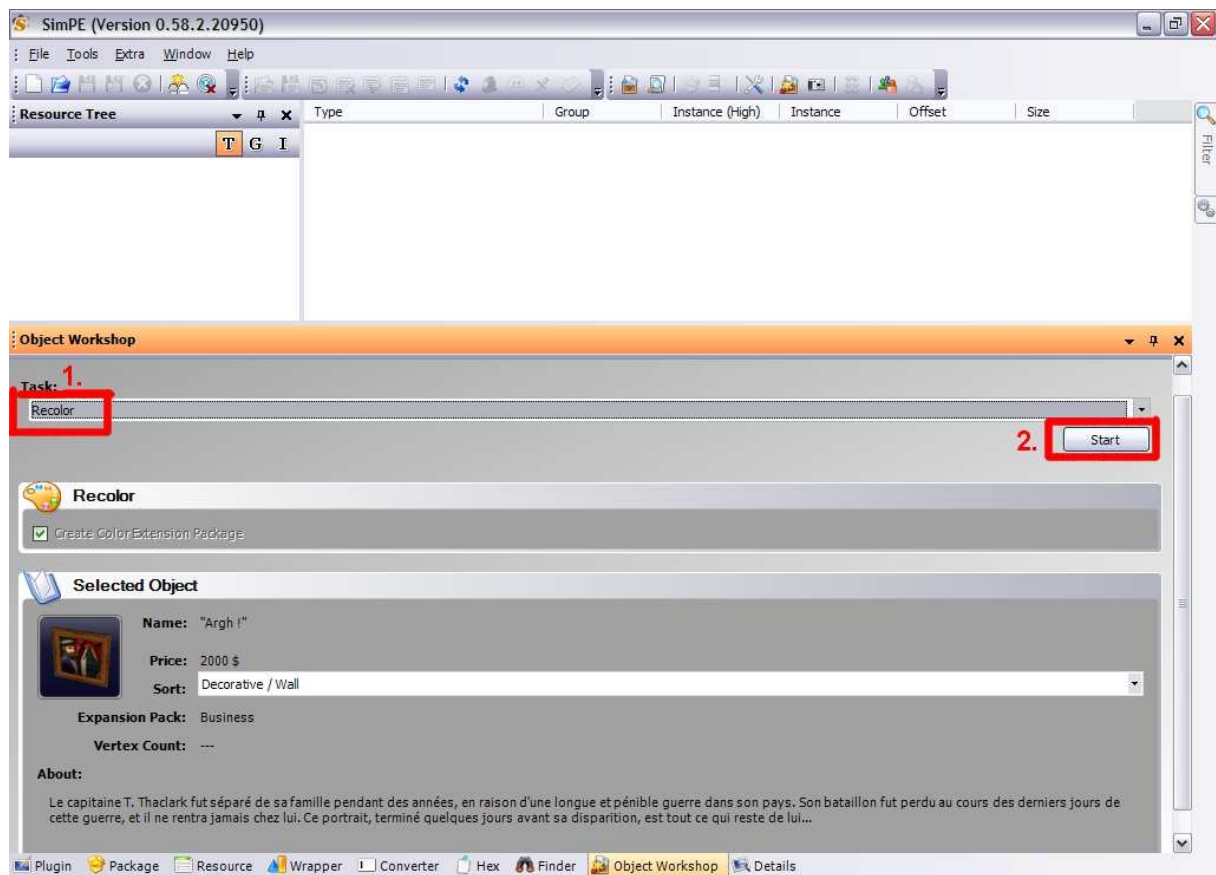 SimPE (Version 0.58.2.20950)
File Tools Extra Window Help
Resource Tree
T G I
Type Group Instance (High) Instance Offset Size
Filter
Object Workshop
1.
Task:
Recolor
2.
Start
Recolor
Create Color Extension Package
Selected Object
Name: "Argh !"
Price: 2000 $
Sort: Decorative / Wall
Expansion Pack: Business
Vertex Count: ---
About:
Le capitaine T. Thaclark fut séparé de sa famille pendant des années, en raison d'une longue et pénible guerre dans son pays. Son bataillon fut perdu au cours des derniers jours de
cette guerre, et il ne rentra jamais chez lui. Ce portrait, terminé quelques jours avant sa disparition, est tout ce qui reste de lui...
Plugin Package Resource Wrapper Converter Hex Finder Object Workshop Details